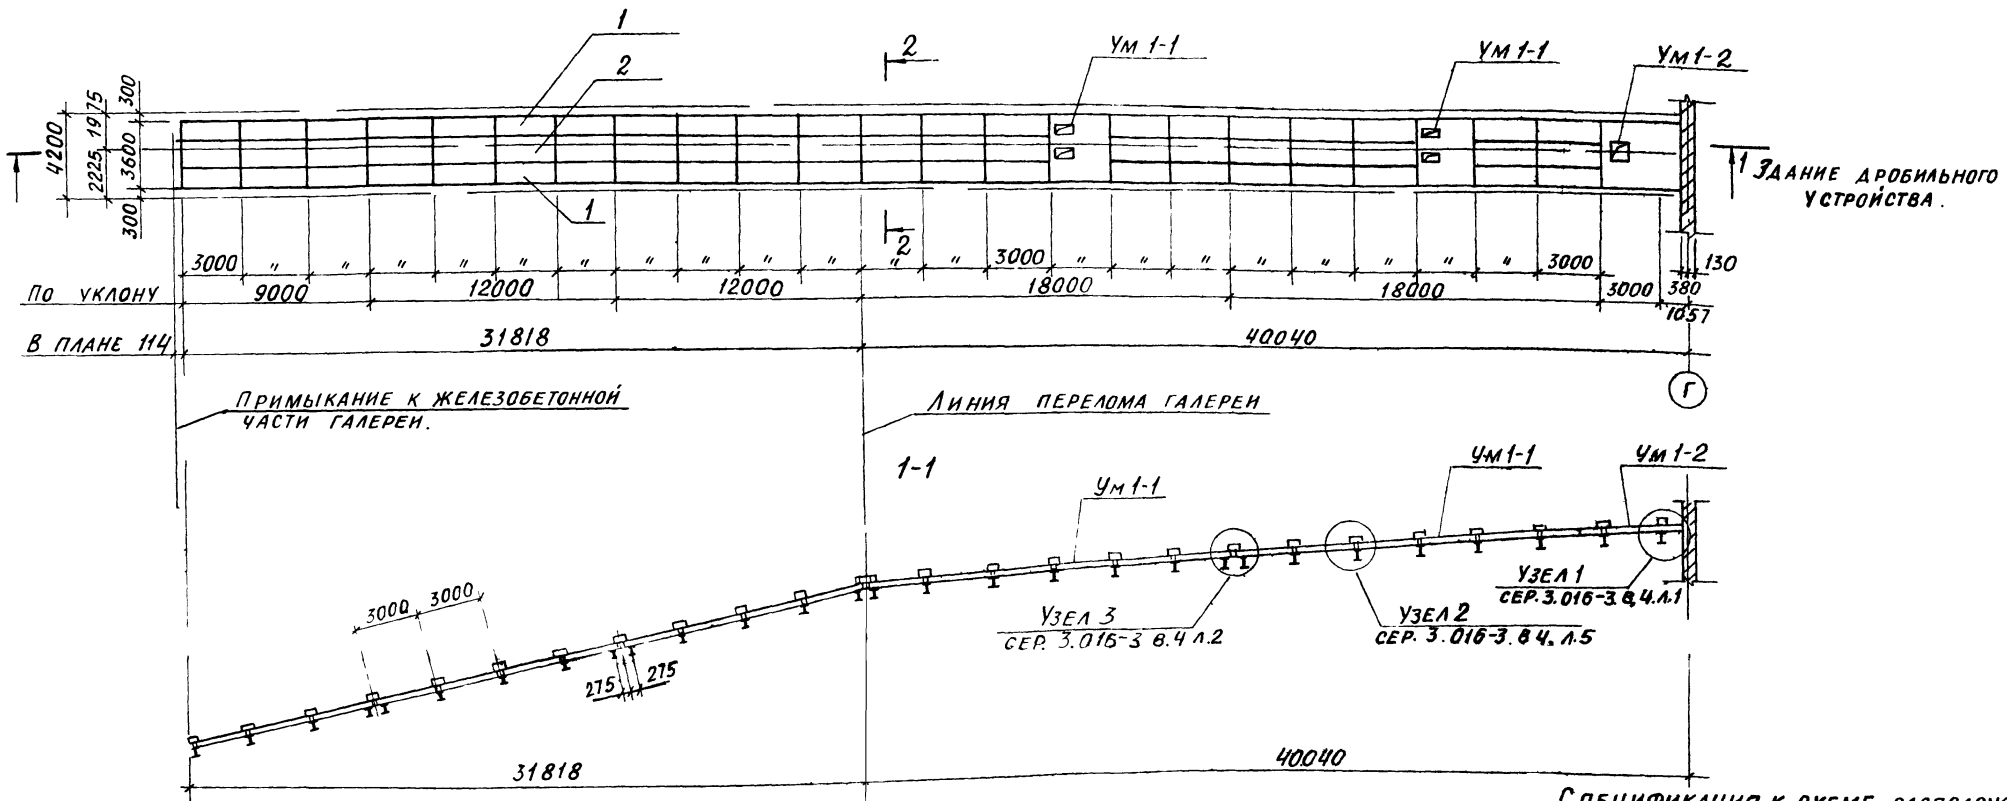 1
2
2
Ум 1-1
Ум 1-1
Ум 1-2
4200
2225 1975
300 3600 300
1
1 Здание дробильного
устройства.
2
3000 " " " " " " " " " " " " 3000 " " " " " " " " 3000 130
По уклону 9000 12000 12000 18000 18000 3000 380
1057
В плане 114 31818 40040
Г
Примыкание к железобетонной
части галереи.
Линия перелома галереи
1-1
Ум 1-1
Ум 1-1
Ум 1-2
3000 3000
275 275
Узел 3
сер. 3.016-3 в.4 л.2
Узел 2
сер. 3.016-3. в 4. л.5
Узел 1
сер. 3.016-3. в.4. л.1
31818 40040
Спецификация к схеме